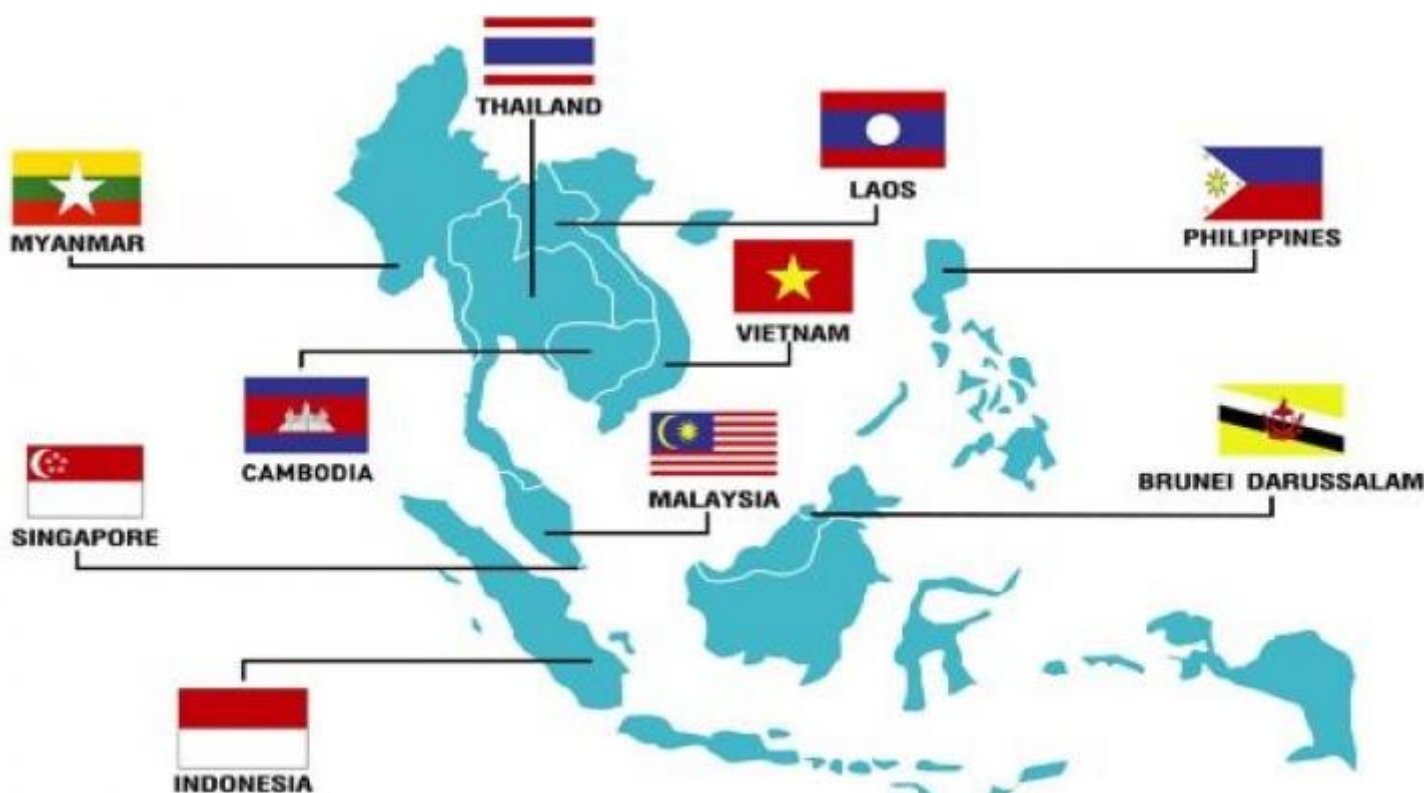 THAILAND
LAOS
MYANMAR
PHILIPPINES
VIETNAM
CAMBODIA
MALAYSIA
BRUNEI DARUSSALAM
SINGAPORE
INDONESIA